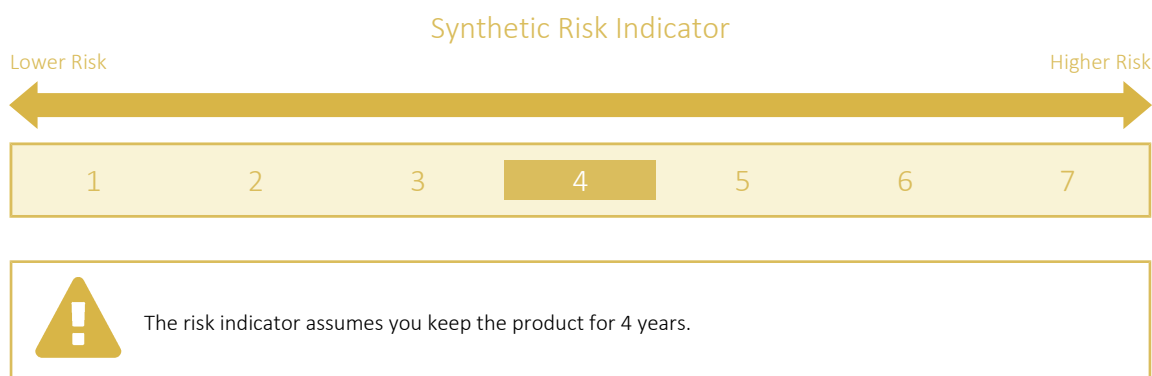 Synthetic Risk Indicator
Lower Risk Higher Risk
1 2 3 4 5 6 7
The risk indicator assumes you keep the product for 4 years.